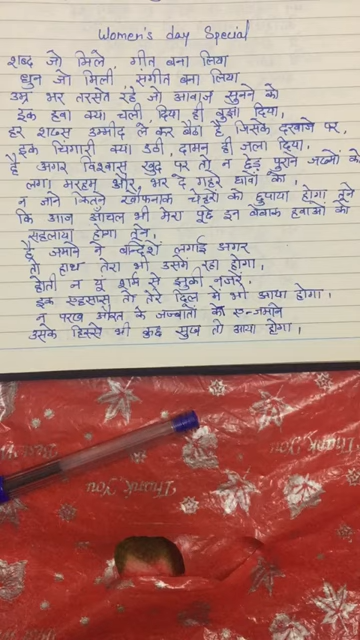 Women's day Special
शब्द जो मिले, गीत बना लिया
धुन जो मिली, संगीत बना लिया
उम्र भर तरसते रहे जो आवाज़ सुनने को
इक हवा क्या चली, दिया ही बुझा दिया,
हर शख्स उम्मीद ले कर बैठा है, जिसके दरवाजे पर,
इक चिंगारी क्या उठी, दामन ही जला दिया,
है अगर विश्वास खुद पर तो न छेड़ पुराने जख्मों को
लगा मरहम और, भर दे गहरे घावों को,
न जाने कितने खौफनाक चेहरों को छुपाया होगा तूने
कि आज आंचल भी मेरा पूछे इन बेबाक हवाओं को
सहलाया होगा तूने,
है जमाने ने बन्दिशें लगाई अगर
तो हाथ तेरा भी उसमें रहा होगा,
होती न यू शर्म से झुकी नजरें,
इक एहसास तो तेरे दिल में भी आया होगा,
न परख औरत के जज्बातों को ए-जमाने
उसके हिस्से भी कुछ सुख तो आया होगा,
Thank You
Thank You